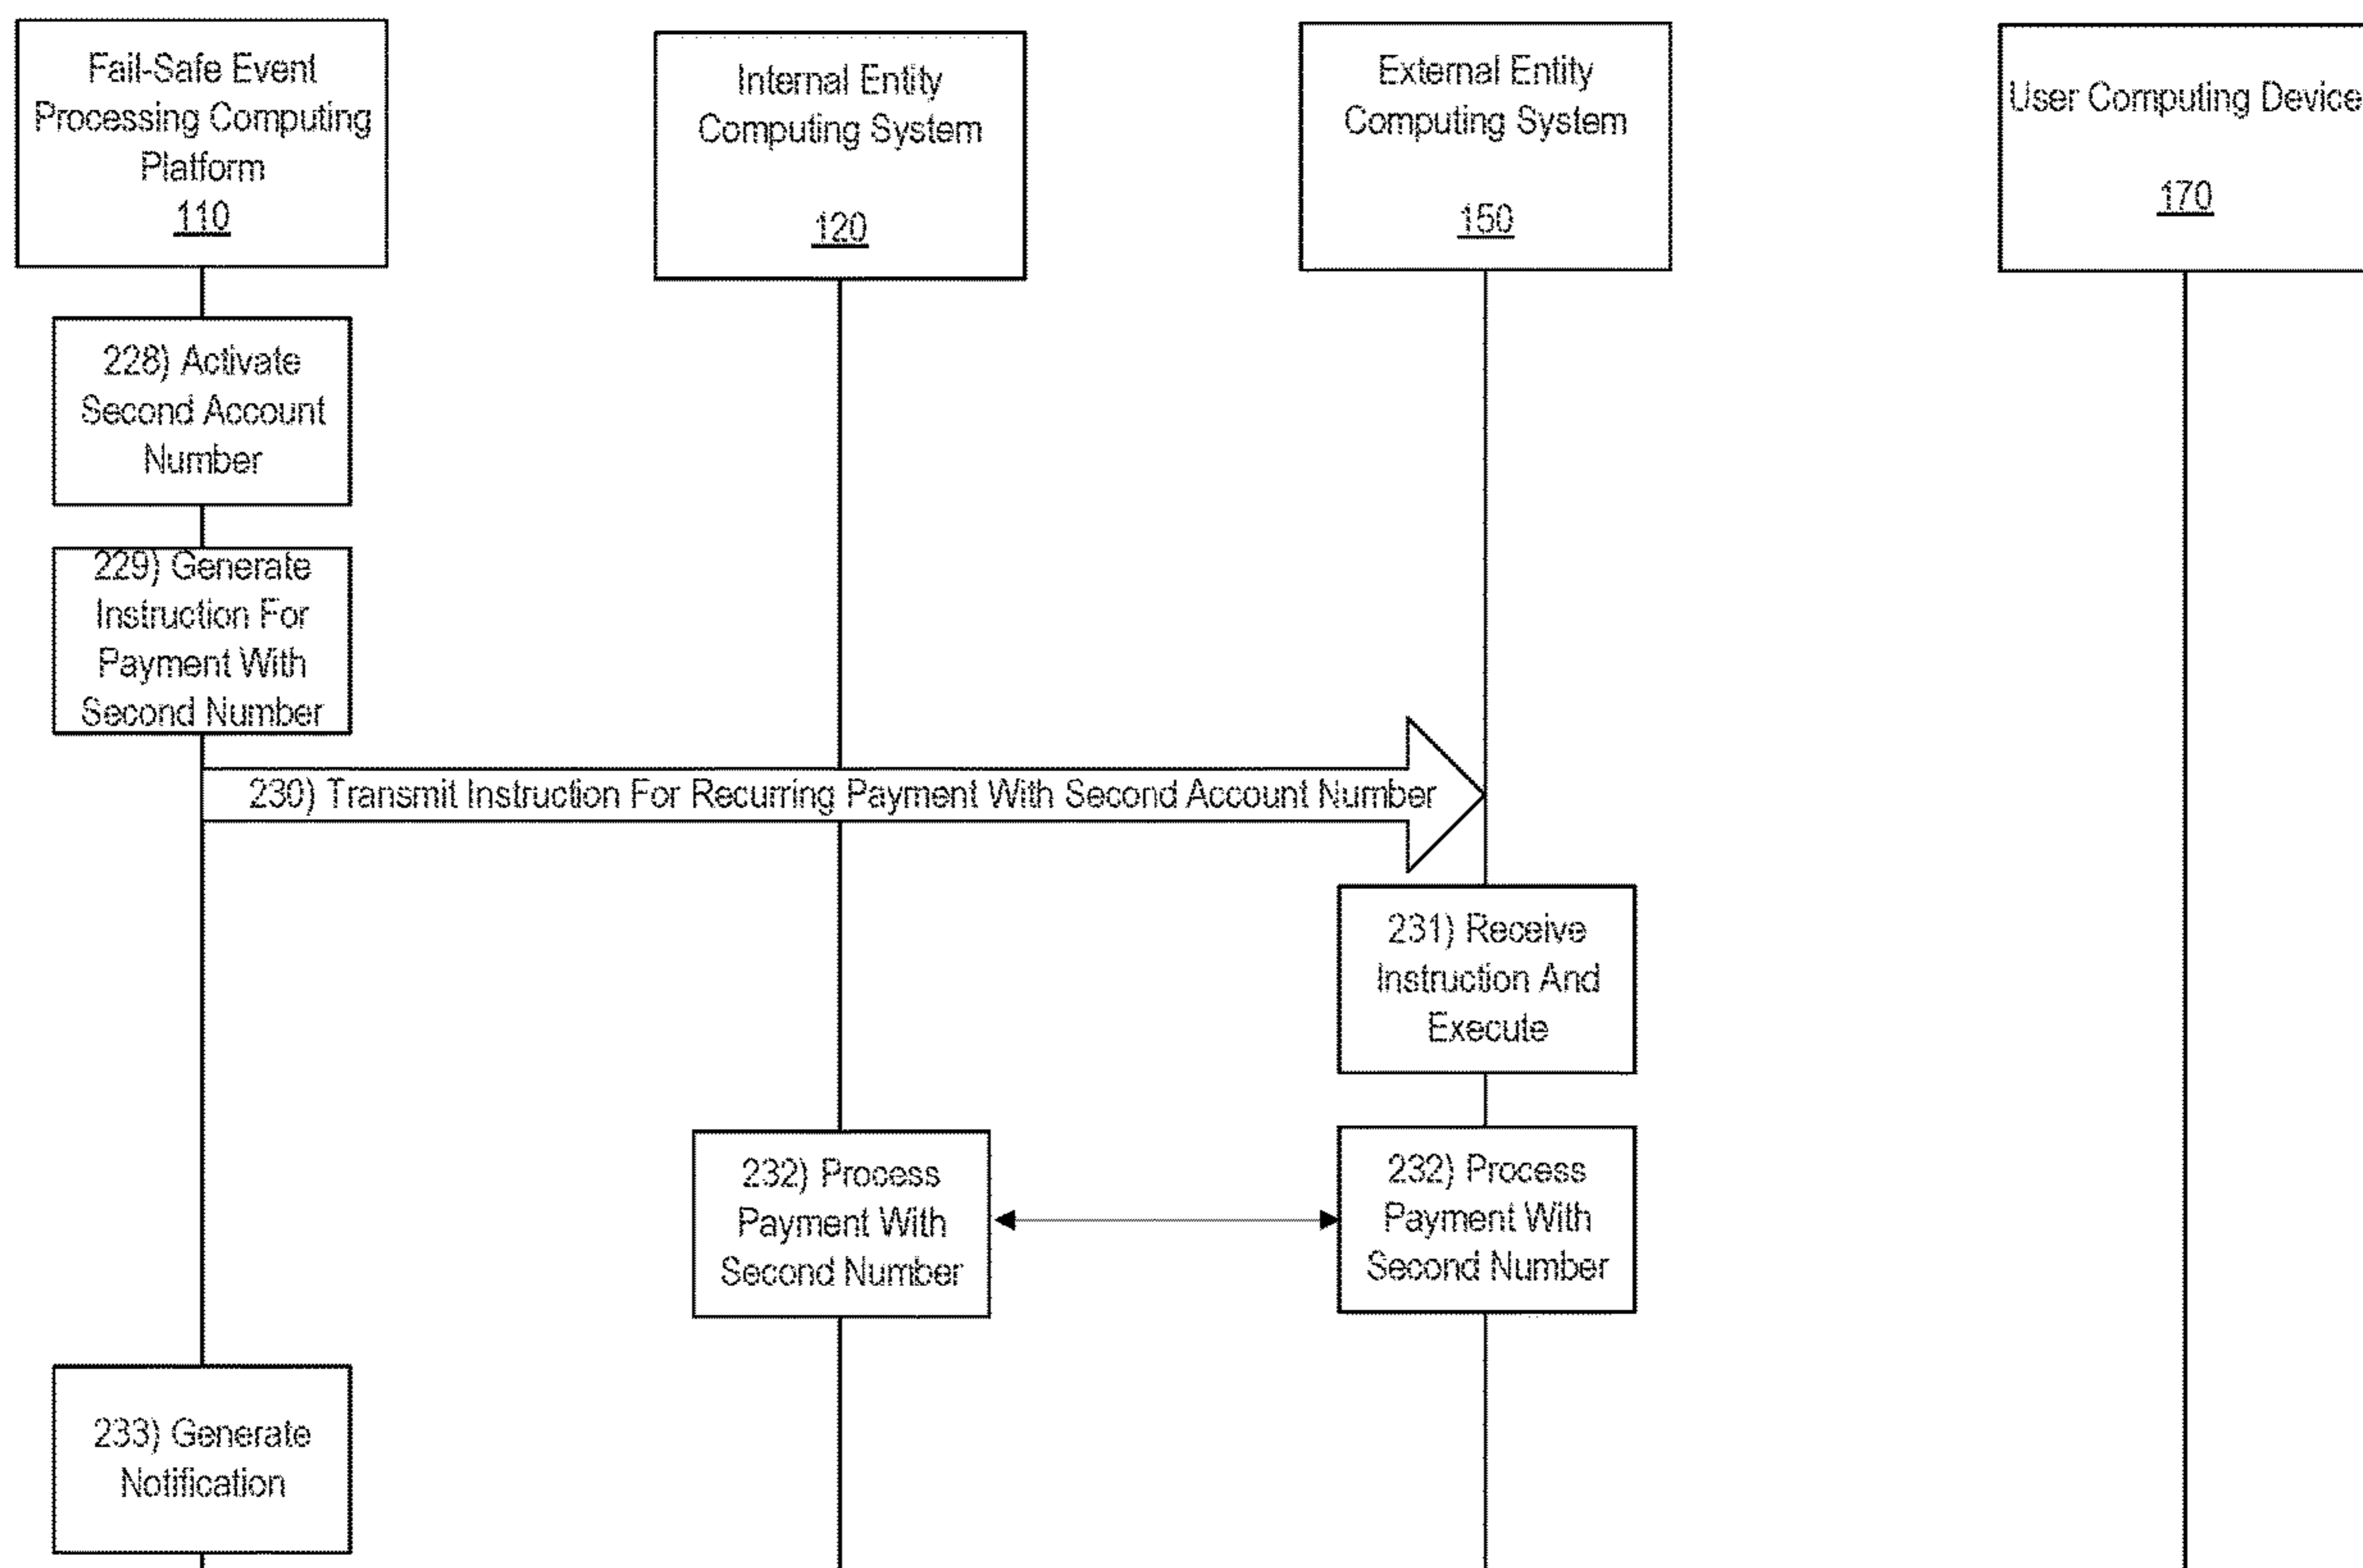 Fail-Safe Event
Processing Computing
Platform
110
Internal Entity
Computing System
120
External Entity
Computing System
150
User Computing Device
170
228) Activate
Second Account
Number
229) Generate
Instruction For
Payment With
Second Number
230) Transmit Instruction For Recurring Payment With Second Account Number
231) Receive
Instruction And
Execute
232) Process
Payment With
Second Number
232) Process
Payment With
Second Number
233) Generate
Notification